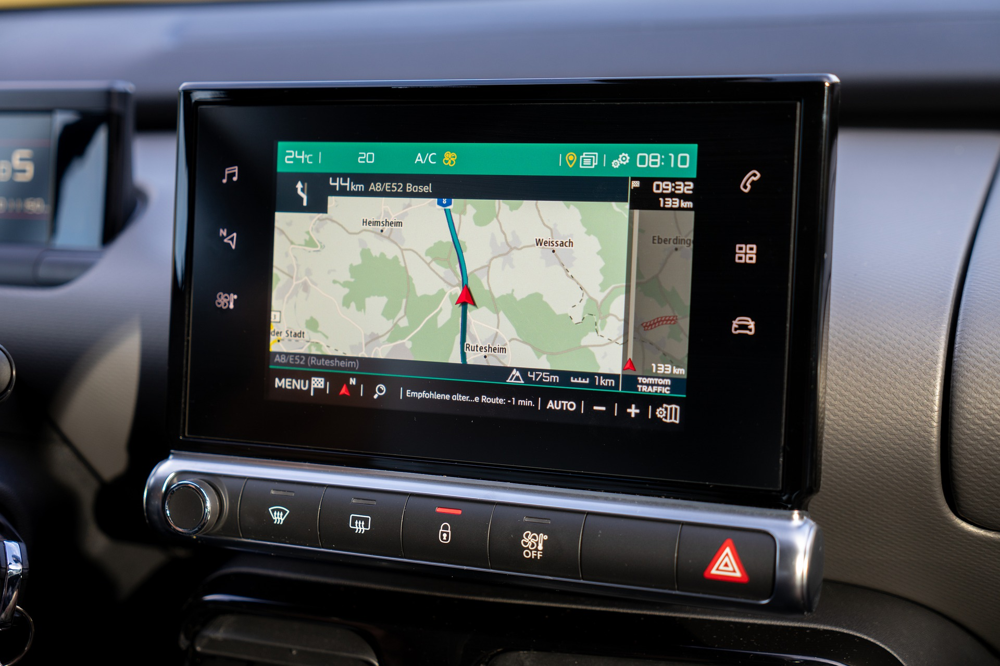 24°C 20 A/C 08:10
44km A8/E52 Basel
09:32
133 km
8
Heimsheim
Weissach
der Stadt
Rutesheim
3
A8/E52 (Rutesheim)
475m 1km
133 km
TOMTOM
TRAFFIC
MENU N Empfohlene alter...e Route: -1 min. AUTO − +
N
OFF